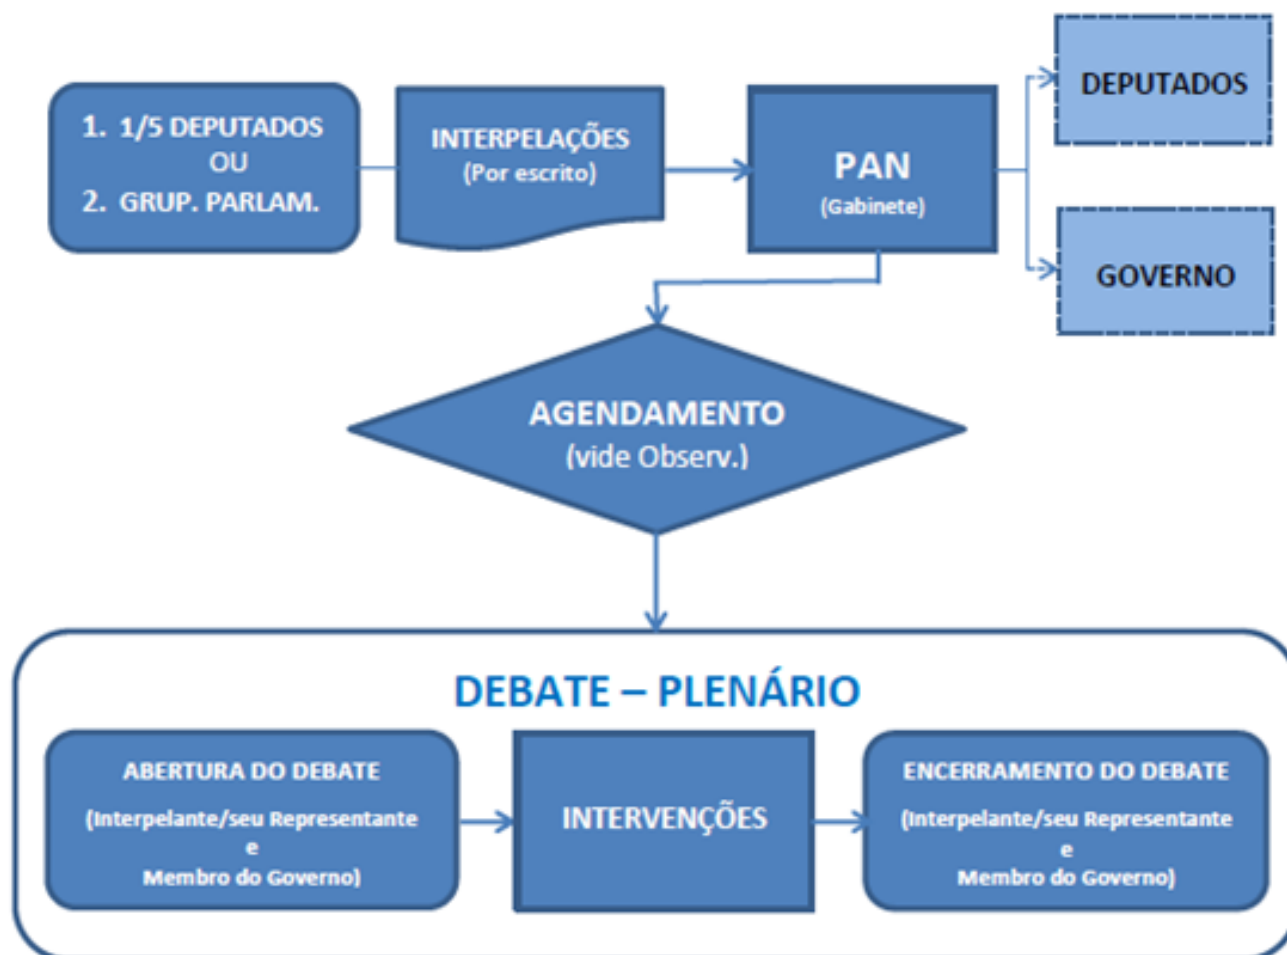 1. 1/5 DEPUTADOS
OU
2. GRUP. PARLAM.
INTERPELAÇÕES
(Por escrito)
PAN
(Gabinete)
DEPUTADOS
GOVERNO
AGENDAMENTO
(vide Observ.)
DEBATE – PLENÁRIO
ABERTURA DO DEBATE
(Interpelante/seu Representante
e
Membro do Governo)
INTERVENÇÕES
ENCERRAMENTO DO DEBATE
(Interpelante/seu Representante
e
Membro do Governo)